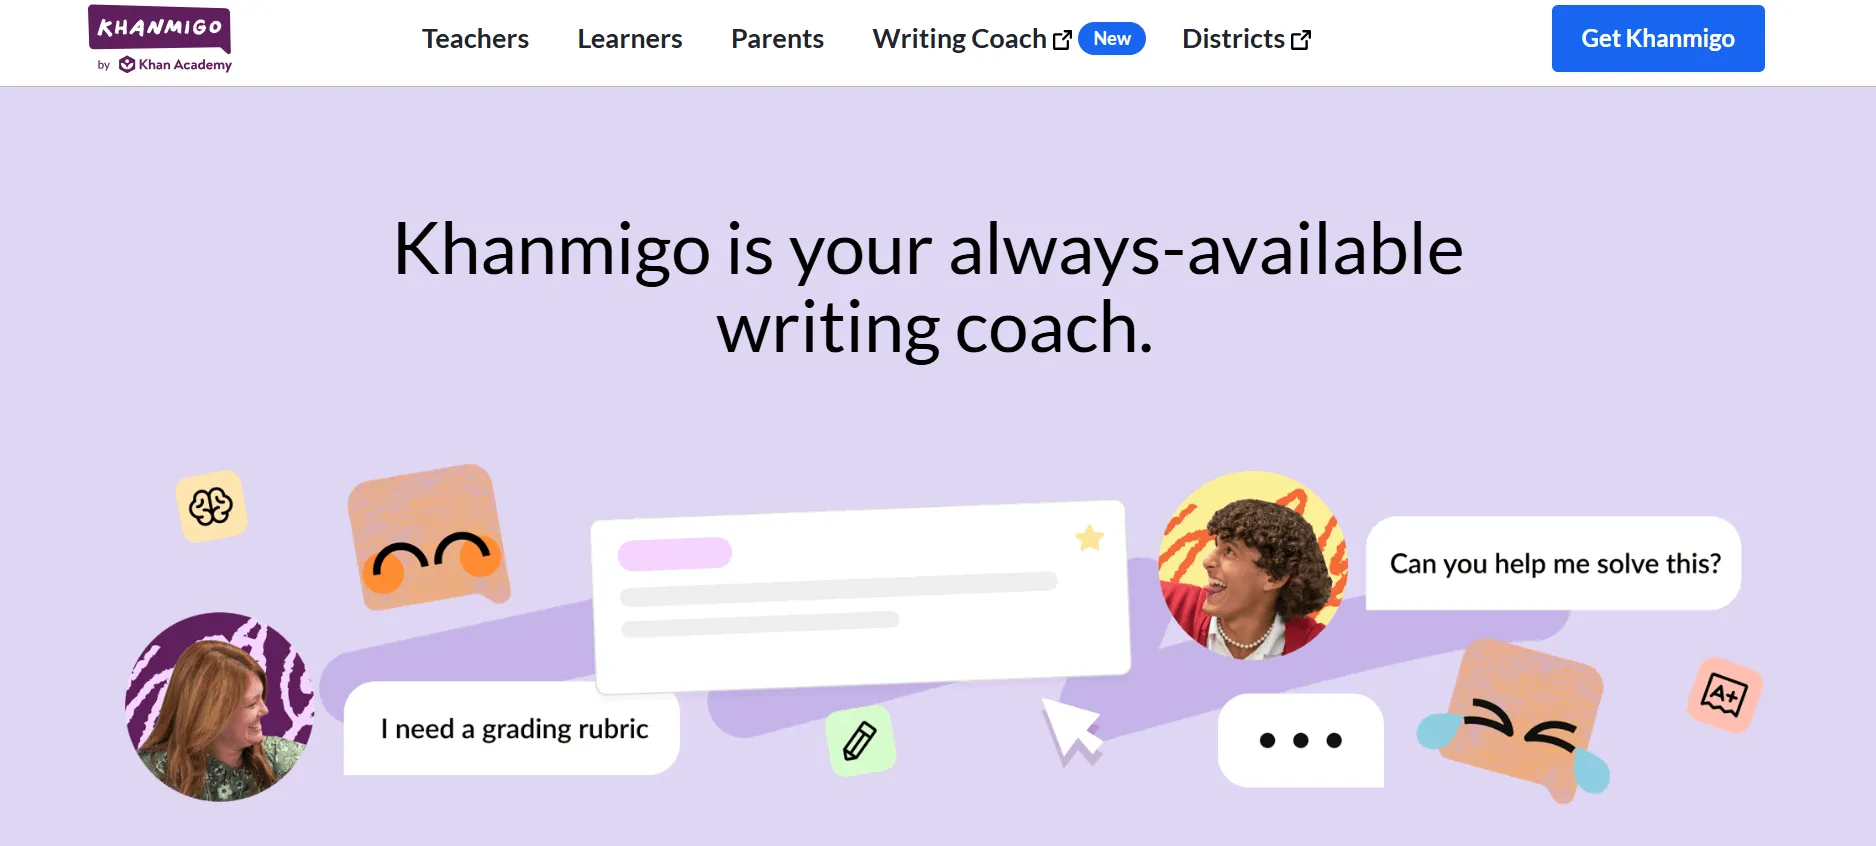 KHANMIGO
by Khan Academy
Teachers
Learners
Parents
Writing Coach
New
Districts
Get Khanmigo
Khanmigo is your always-available
writing coach.
Can you help me solve this?
I need a grading rubric
A+